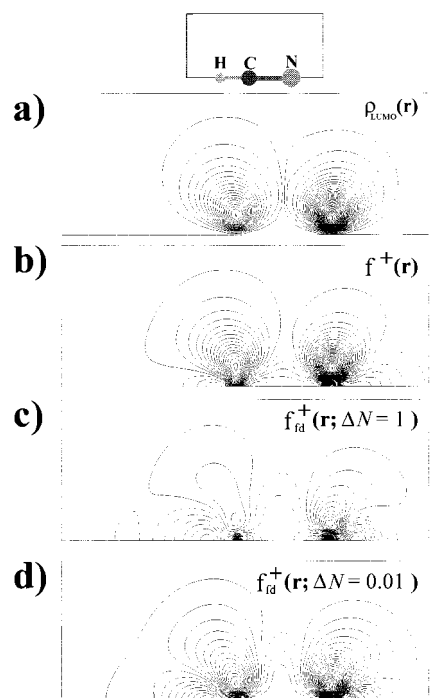 H C N
a)
ρLUMO(r)
b)
f+(r)
c)
f+fd(r; ΔN = 1 )
d)
f+fd(r; ΔN = 0.01 )